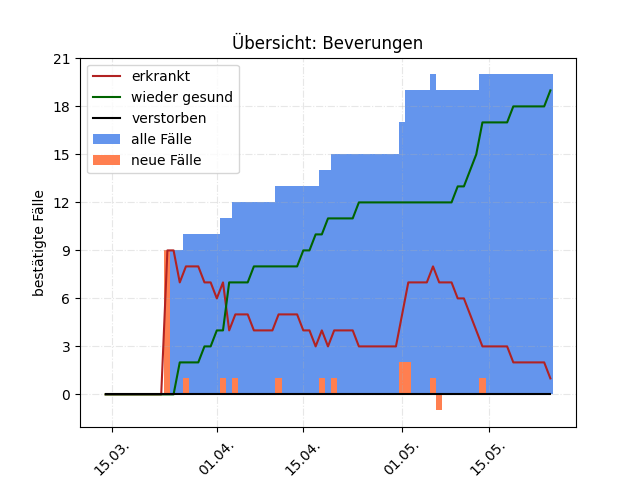 Übersicht: Beverungen
bestätigte Fälle
21
18
15
12
9
6
3
0
erkrankt
wieder gesund
verstorben
alle Fälle
neue Fälle
15.03.
01.04.
15.04.
01.05.
15.05.